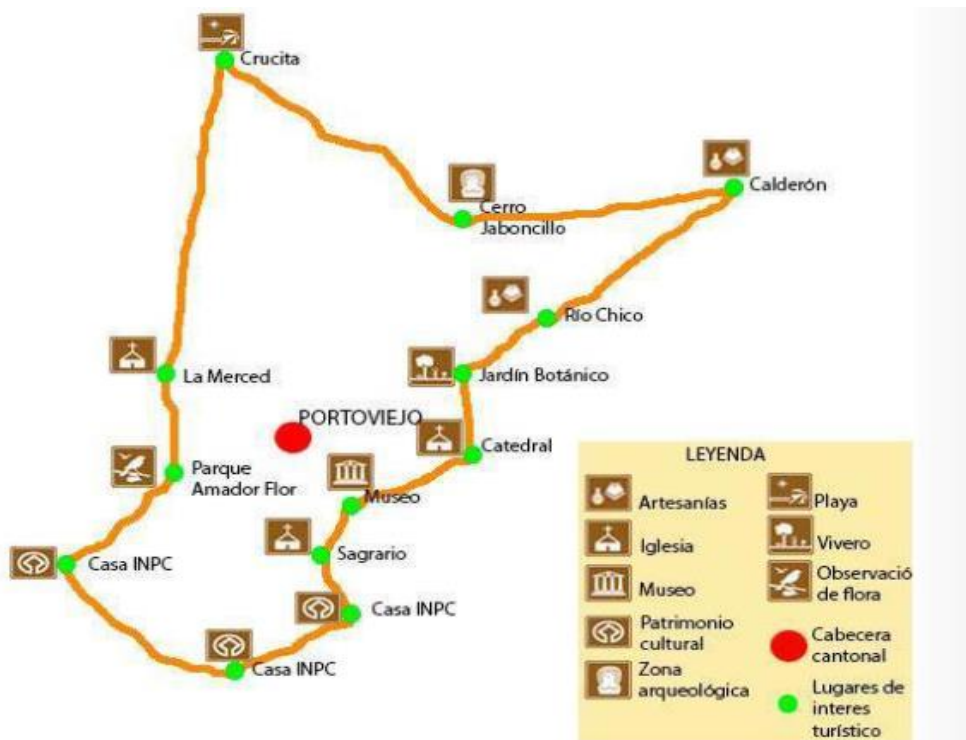 Crucita
Calderón
Cerro
Jaboncillo
Río Chico
La Merced
Jardín Botánico
PORTOVIEJO
Catedral
Parque
Amador Flor
Museo
Sagrario
Casa INPC
Casa INPC
Casa INPC
LEYENDA
Artesanías
Iglesia
Museo
Patrimonio
cultural
Zona
arqueológica
Playa
Vivero
Observació
de flora
Cabecera
cantonal
Lugares de
interes
turístico